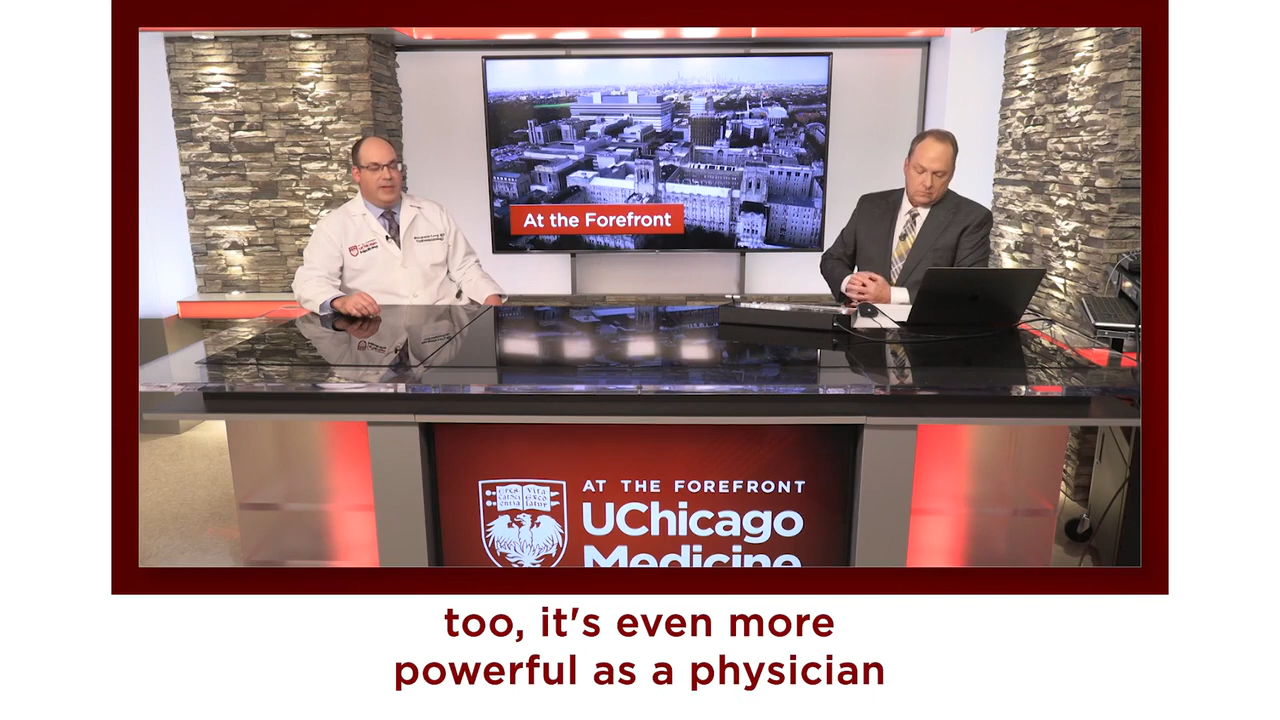 At the Forefront
AT THE FOREFRONT
UChicago
Medicine
too, it's even more
powerful as a physician